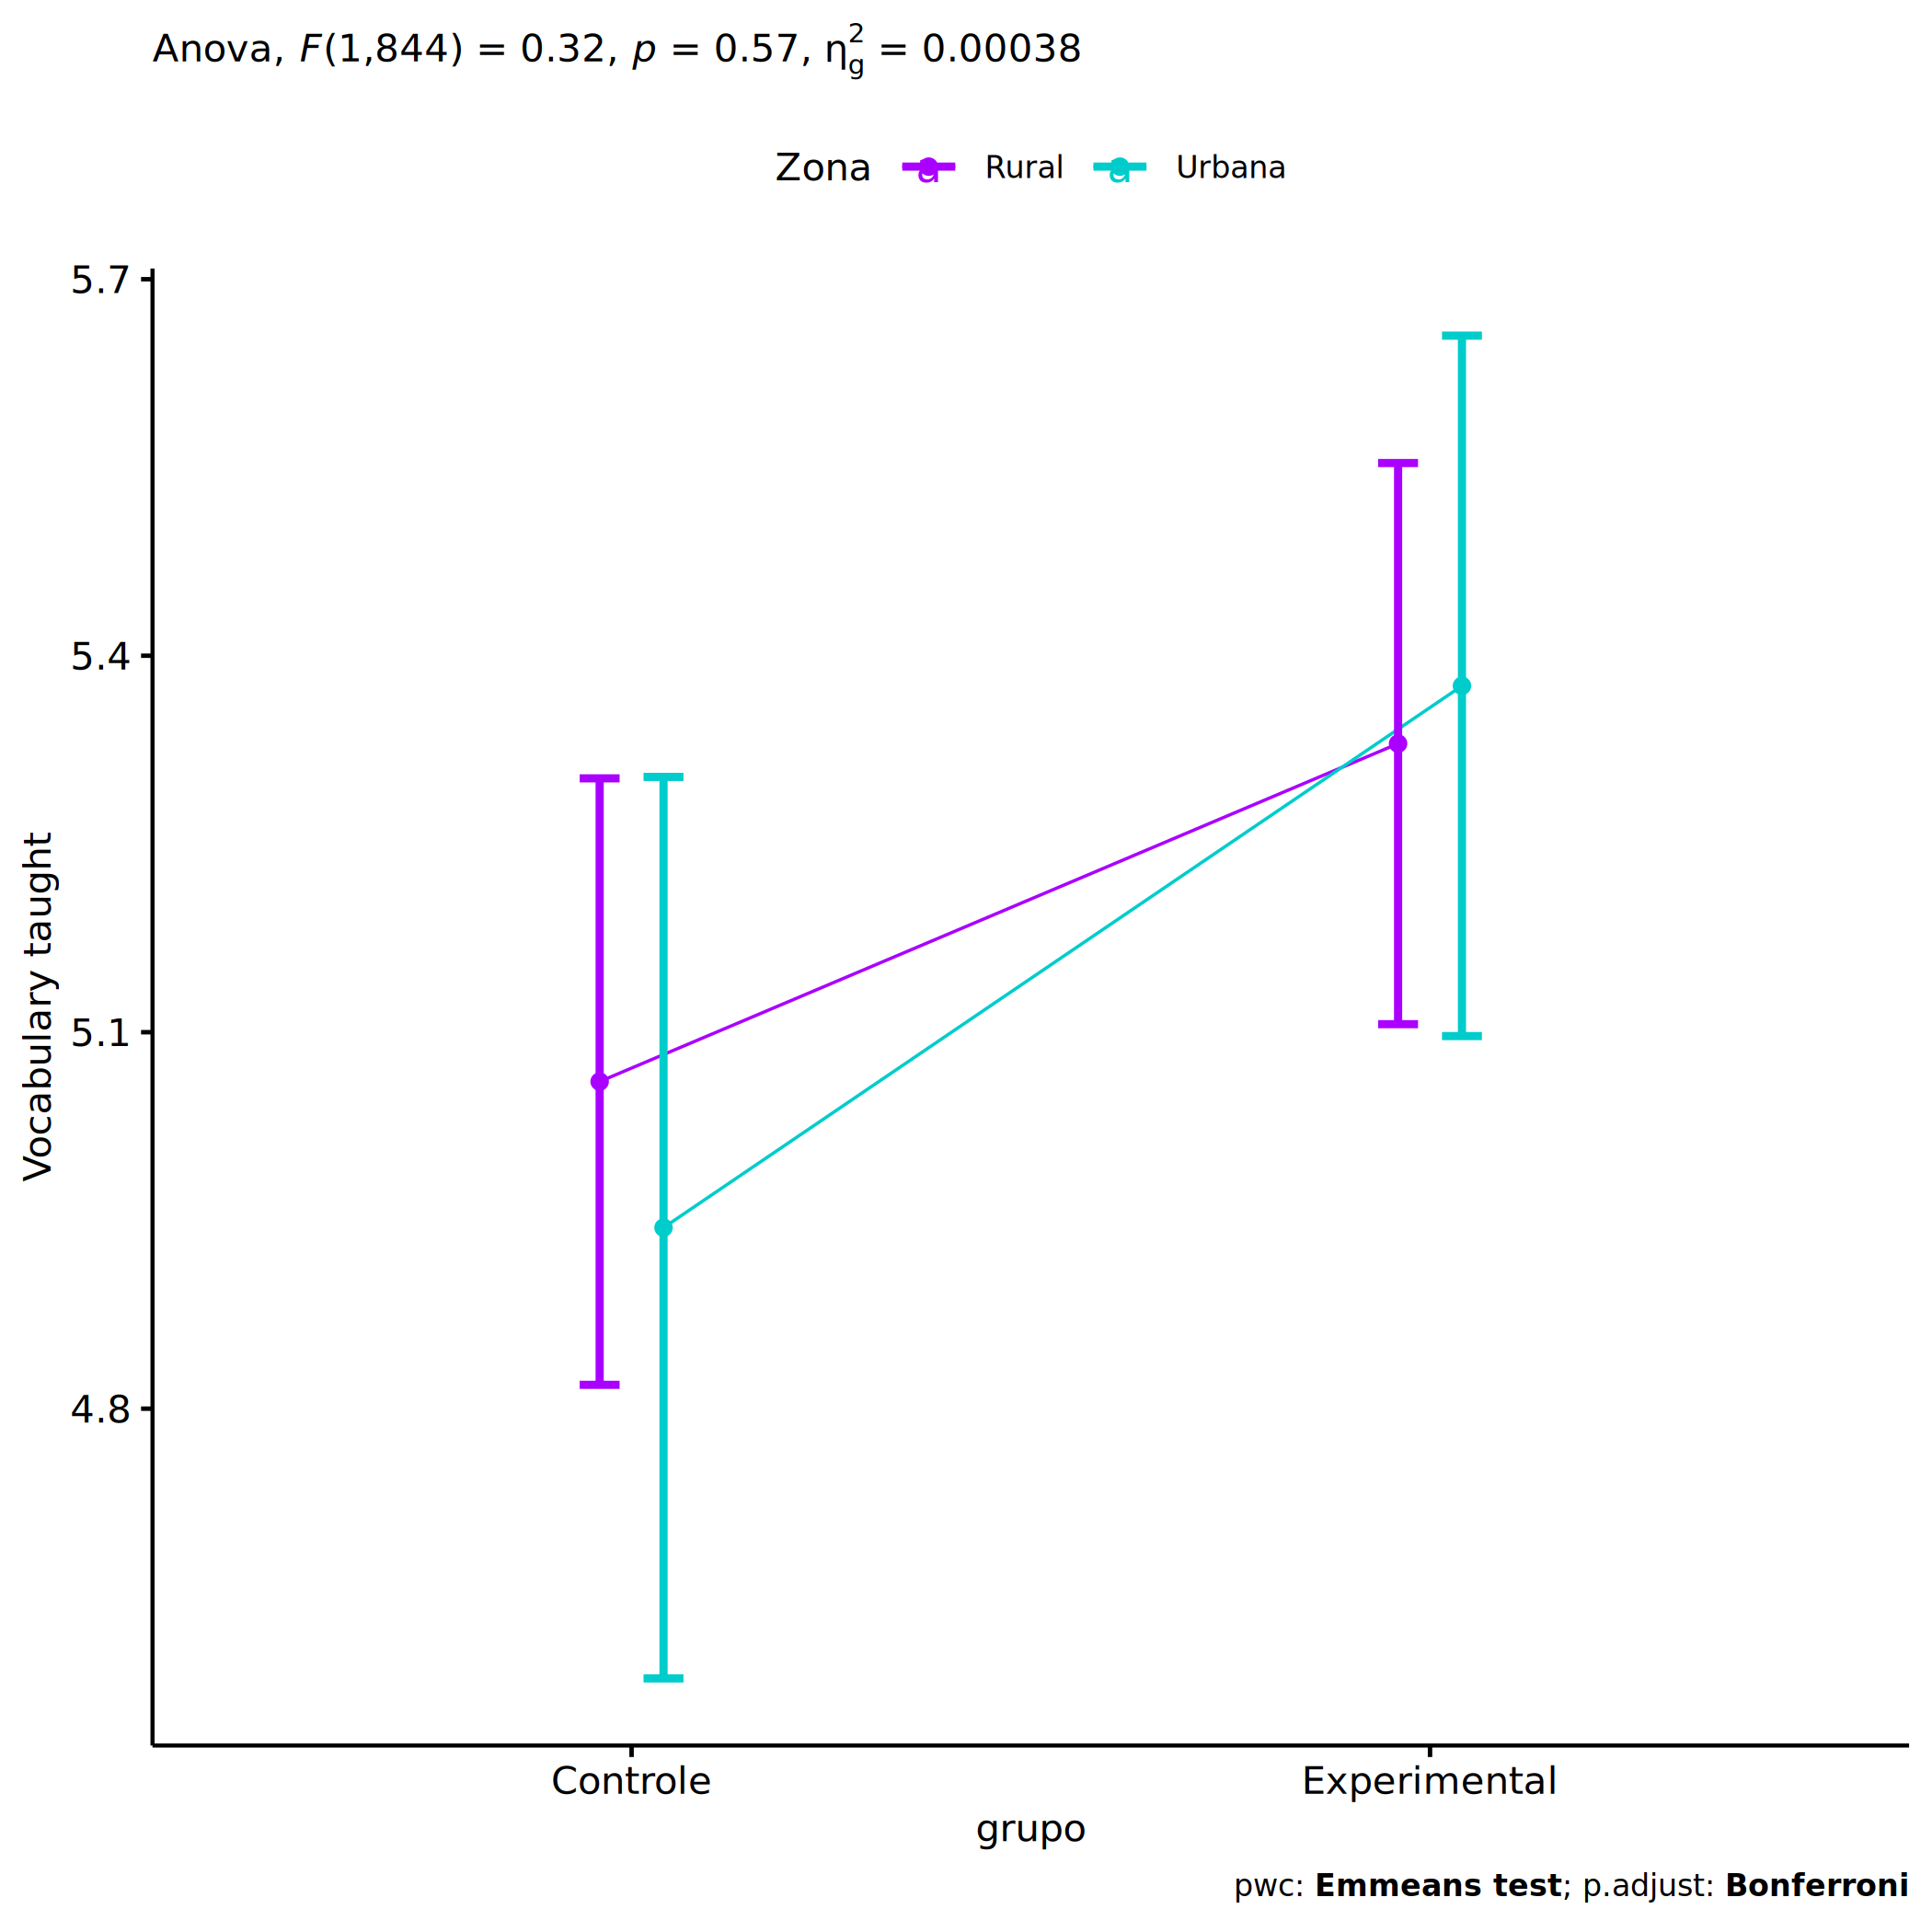 Anova, F(1,844) = 0.32, p = 0.57, η²g = 0.00038
Zona a Rural a Urbana
5.7
5.4
5.1
4.8
Vocabulary taught
Controle Experimental
grupo
pwc: Emmeans test; p.adjust: Bonferroni